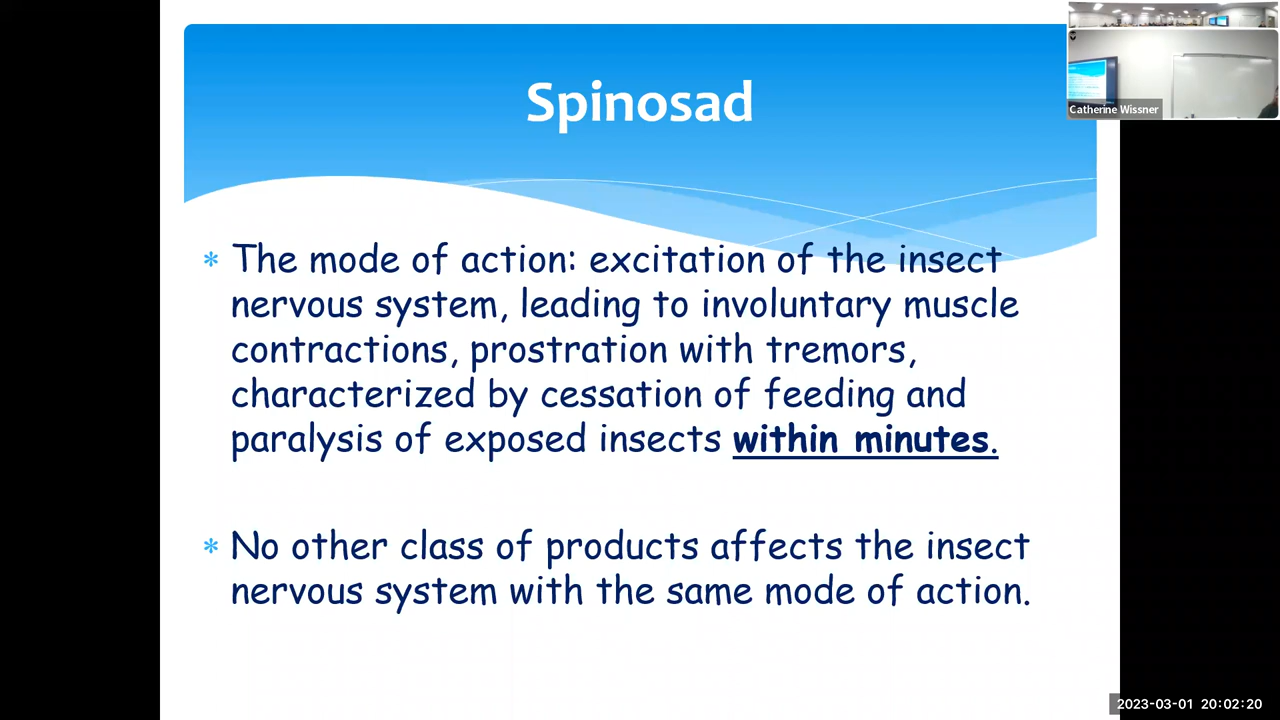 Spinosad
Catherine Wissner
* The mode of action: excitation of the insect
nervous system, leading to involuntary muscle
contractions, prostration with tremors,
characterized by cessation of feeding and
paralysis of exposed insects within minutes.
* No other class of products affects the insect
nervous system with the same mode of action.
2023-03-01 20:02:20